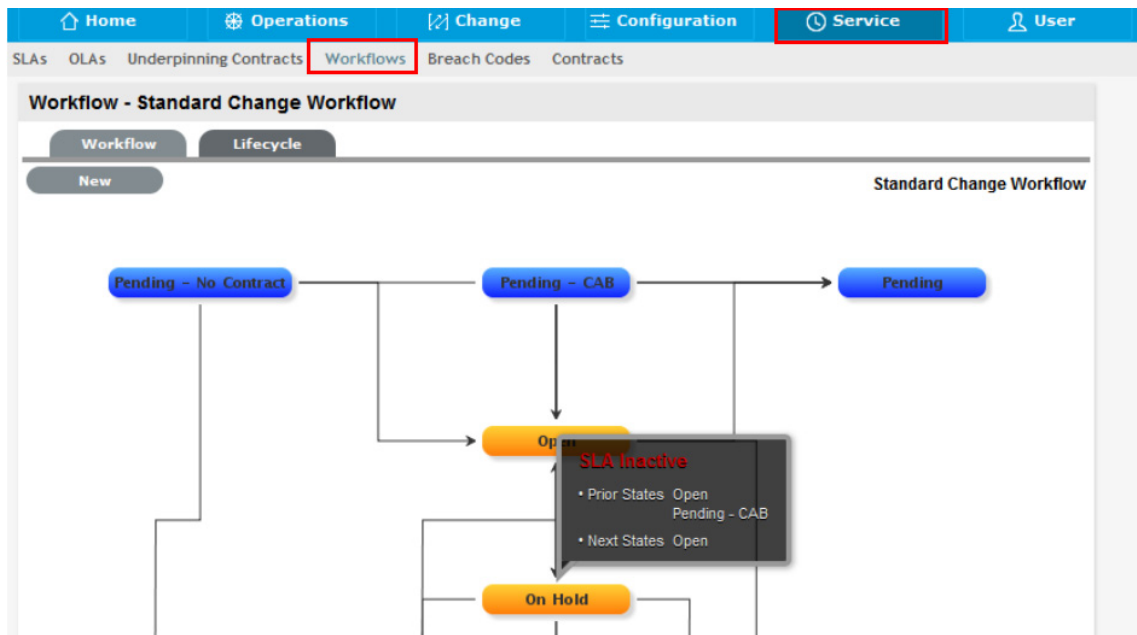 Home Operations Change Configuration Service User
SLAs OLAs Underpinning Contracts Workflows Breach Codes Contracts
Workflow - Standard Change Workflow
Workflow Lifecycle
New Standard Change Workflow
Pending - No Contract Pending - CAB Pending
Open
SLA Inactive
• Prior States Open
Pending - CAB
• Next States Open
On Hold